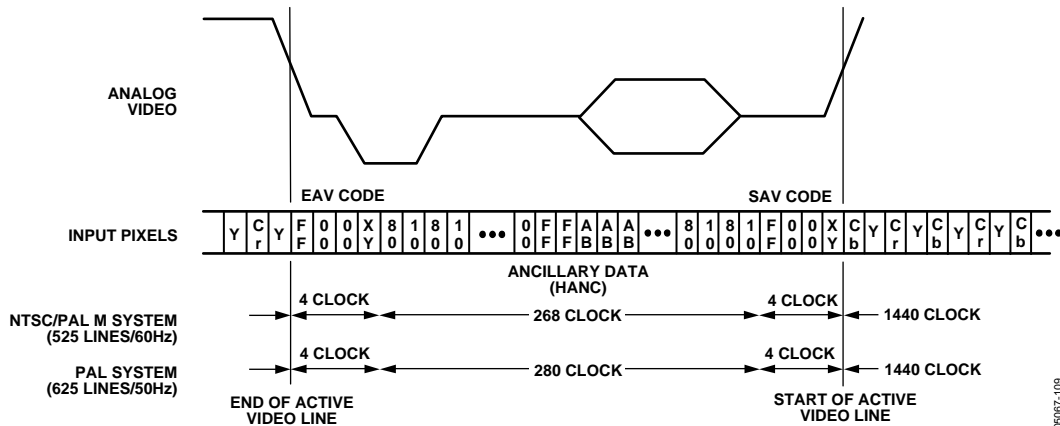 ANALOG
VIDEO
EAV CODE
SAV CODE
INPUT PIXELS
Y Cr Y FF 00 00 XY 80 10 80 10 ••• 00 FF FF AB AB AB ••• 80 10 80 10 FF 00 00 XY Cb Y Cr Y Cb Y Cr Y Cb •••
ANCILLARY DATA
(HANC)
NTSC/PAL M SYSTEM
(525 LINES/60Hz)
4 CLOCK
268 CLOCK
4 CLOCK
1440 CLOCK
PAL SYSTEM
(625 LINES/50Hz)
4 CLOCK
280 CLOCK
4 CLOCK
1440 CLOCK
END OF ACTIVE
VIDEO LINE
START OF ACTIVE
VIDEO LINE
05067-109